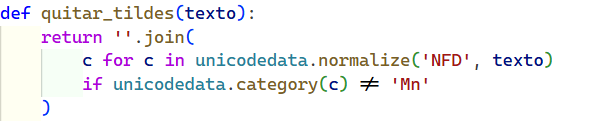 def quitar_tildes(texto):
    return ''.join(
        c for c in unicodedata.normalize('NFD', texto)
        if unicodedata.category(c) != 'Mn'
    )